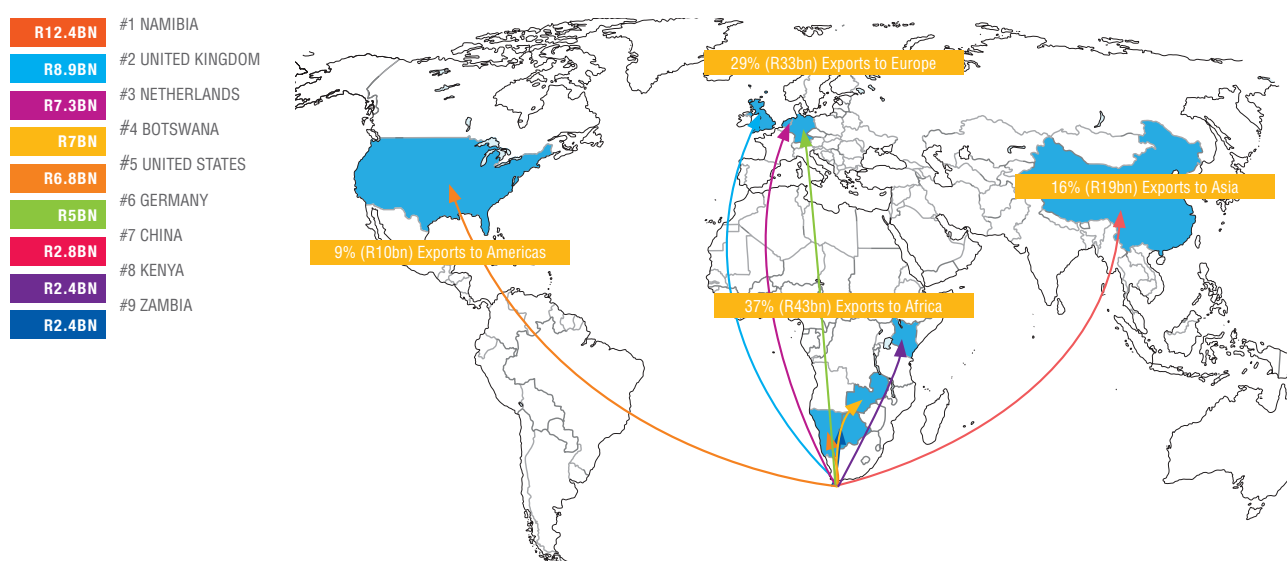 R12.4BN #1 NAMIBIA
R8.9BN #2 UNITED KINGDOM
R7.3BN #3 NETHERLANDS
R7BN #4 BOTSWANA
R6.8BN #5 UNITED STATES
R5BN #6 GERMANY
R2.8BN #7 CHINA
R2.4BN #8 KENYA
R2.4BN #9 ZAMBIA
29% (R33bn) Exports to Europe
16% (R19bn) Exports to Asia
9% (R10bn) Exports to Americas
37% (R43bn) Exports to Africa